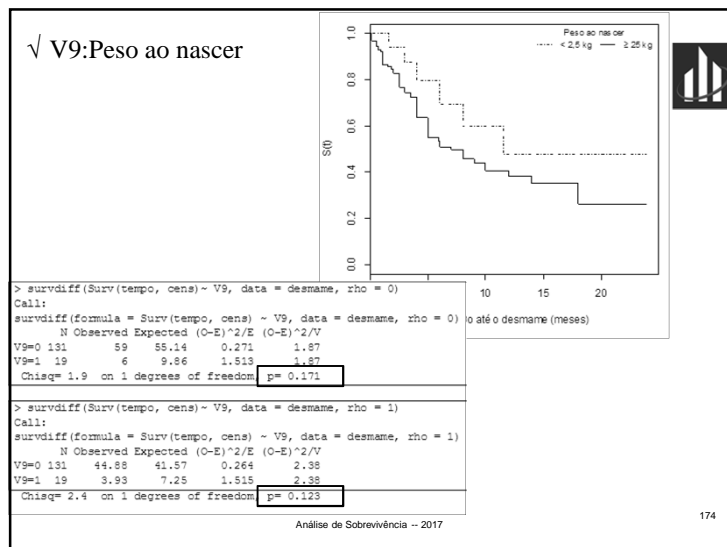 √ V9:Peso ao nascer
Peso ao nascer
< 2,5 kg
≥ 25 kg
S(t)
1.0
0.8
0.6
0.4
0.2
0.0
10
15
20
o até o desmame (meses)
> survdiff(Surv(tempo, cens)~ V9, data = desmame, rho = 0)
Call:
survdiff(formula = Surv(tempo, cens) ~ V9, data = desmame, rho = 0)
N Observed Expected (O-E)^2/E (O-E)^2/V
V9=0 131 59 55.14 0.271 1.87
V9=1 19 6 9.86 1.513 1.87
Chisq= 1.9 on 1 degrees of freedom, p= 0.171
> survdiff(Surv(tempo, cens)~ V9, data = desmame, rho = 1)
Call:
survdiff(formula = Surv(tempo, cens) ~ V9, data = desmame, rho = 1)
N Observed Expected (O-E)^2/E (O-E)^2/V
V9=0 131 44.88 41.57 0.264 2.38
V9=1 19 3.93 7.25 1.515 2.38
Chisq= 2.4 on 1 degrees of freedom, p= 0.123
Análise de Sobrevivência -- 2017
174